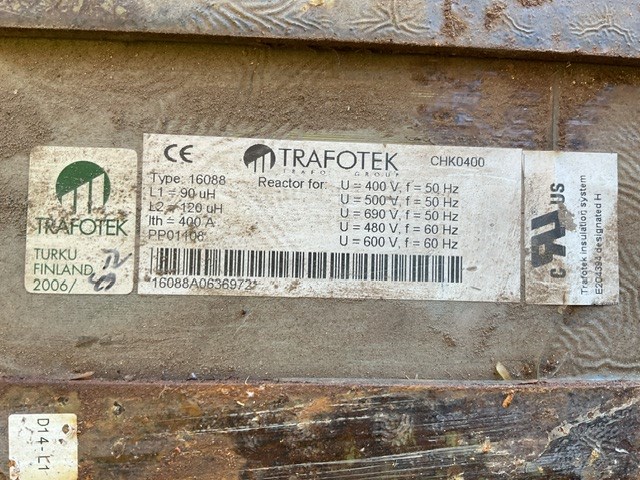 TRAFOTEK
TURKU
FINLAND
2006/
CE
TRAFOTEK
TRAFO GROUP
CHK0400
Type: 16088
L1 = 90 uH
L2 = 120 uH
Ith = 400 A
PP01108
Reactor for:
U = 400 V, f = 50 Hz
U = 500 V, f = 50 Hz
U = 690 V, f = 50 Hz
U = 480 V, f = 60 Hz
U = 600 V, f = 60 Hz
16088A0636972
C UR US
Trafotek insulation system
E204394 designated H
D14-L1